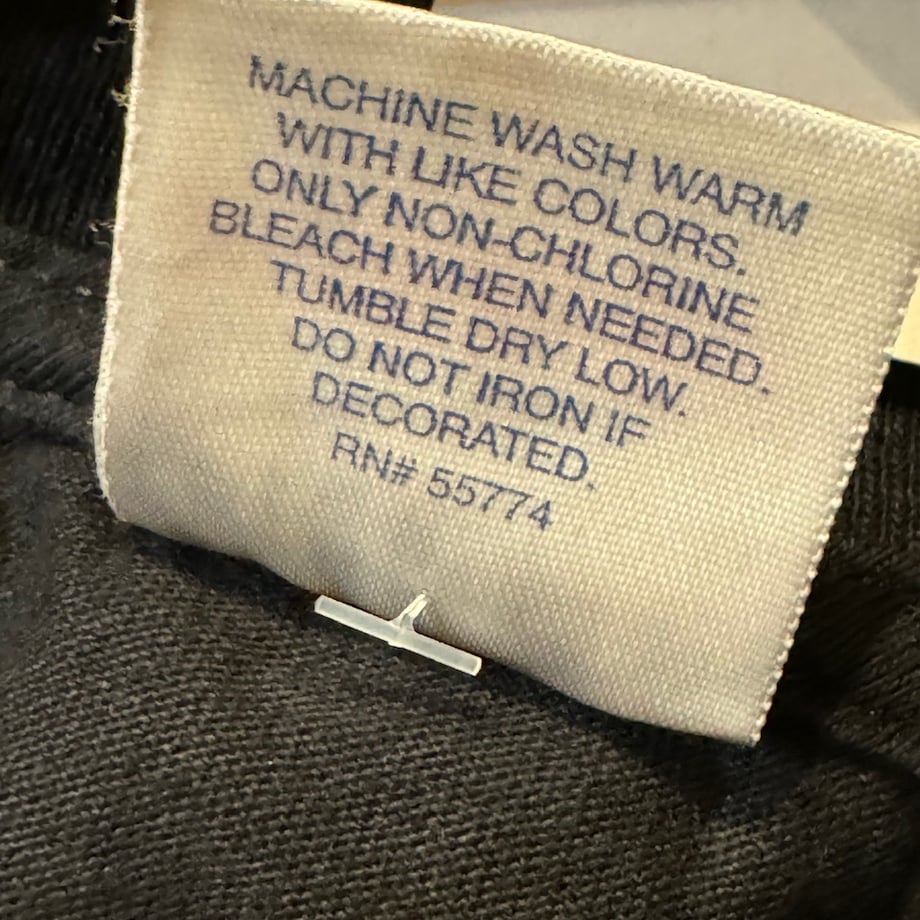 MACHINE WASH WARM
WITH LIKE COLORS.
ONLY NON-CHLORINE
BLEACH WHEN NEEDED.
TUMBLE DRY LOW.
DO NOT IRON IF
DECORATED.
RN# 55774